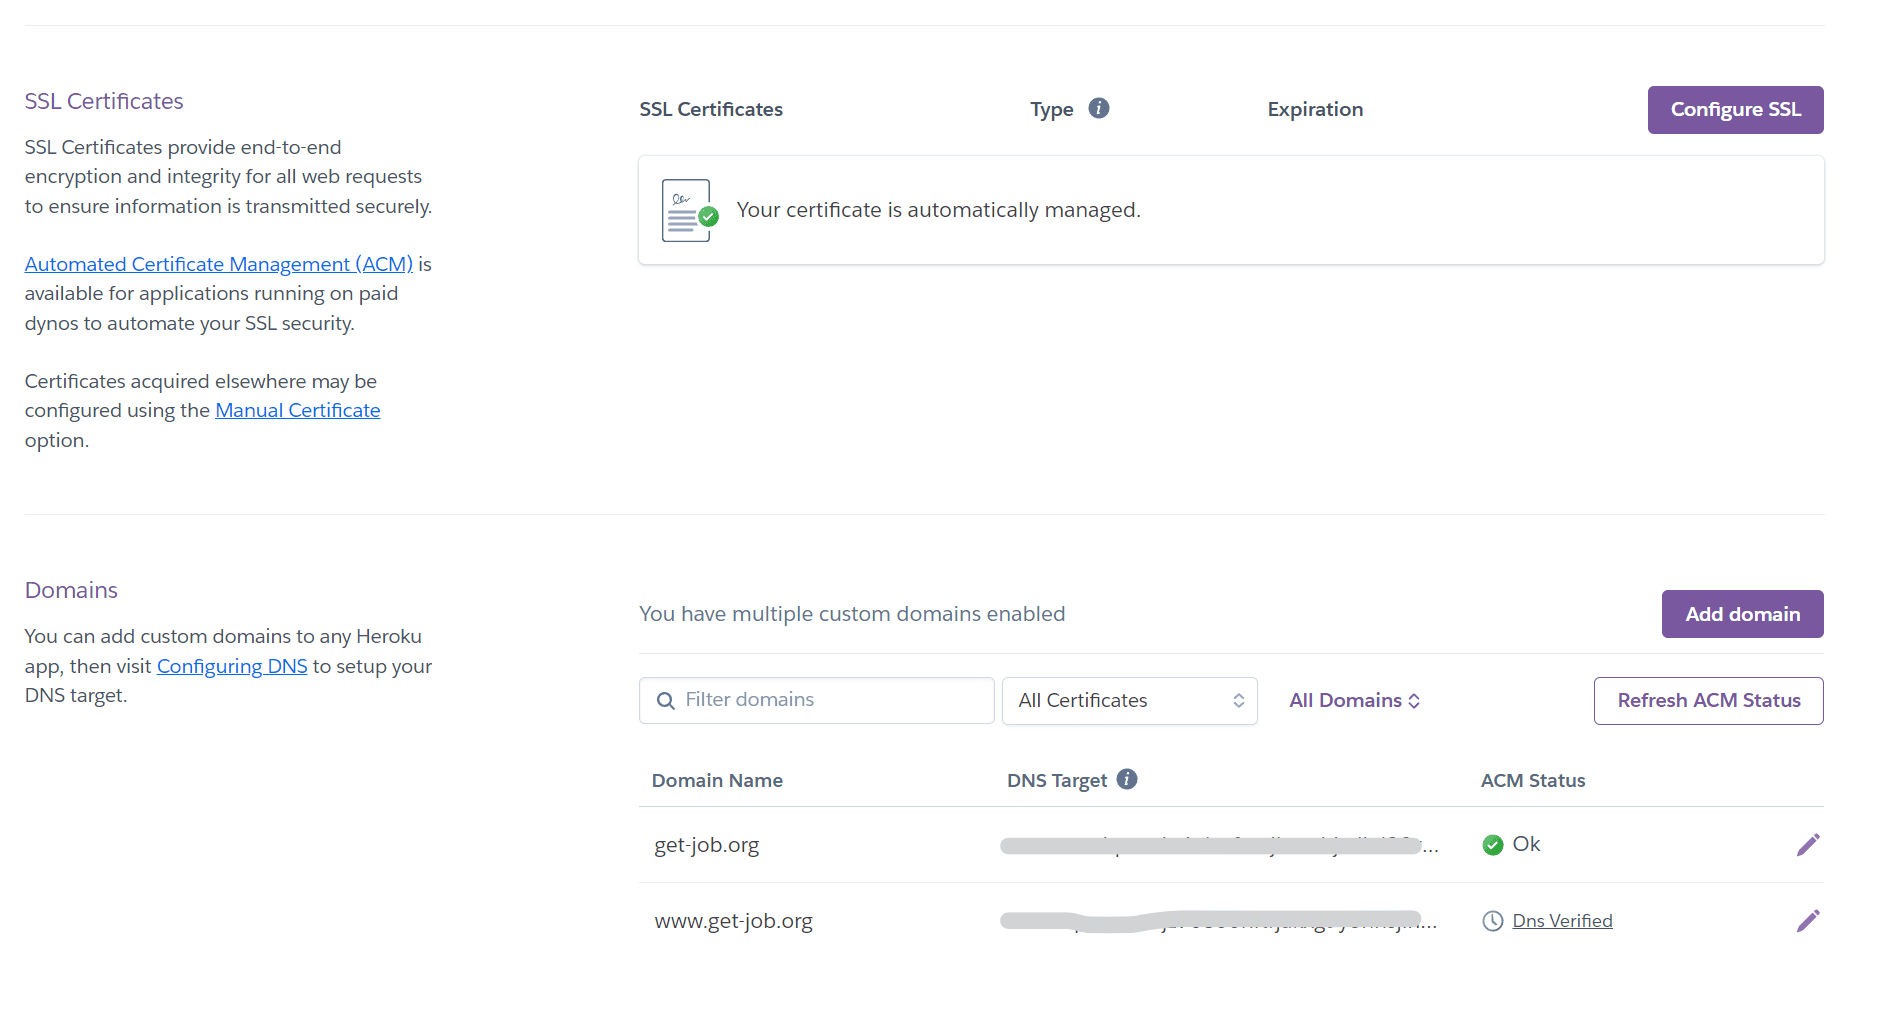 SSL Certificates
SSL Certificates provide end-to-end
encryption and integrity for all web requests
to ensure information is transmitted securely.
Automated Certificate Management (ACM) is
available for applications running on paid
dynos to automate your SSL security.
Certificates acquired elsewhere may be
configured using the Manual Certificate
option.
SSL Certificates Type Expiration Configure SSL
Your certificate is automatically managed.
Domains
You can add custom domains to any Heroku
app, then visit Configuring DNS to setup your
DNS target.
You have multiple custom domains enabled Add domain
Filter domains All Certificates All Domains Refresh ACM Status
Domain Name DNS Target ACM Status
get-job.org ... Ok
www.get-job.org ... Dns Verified